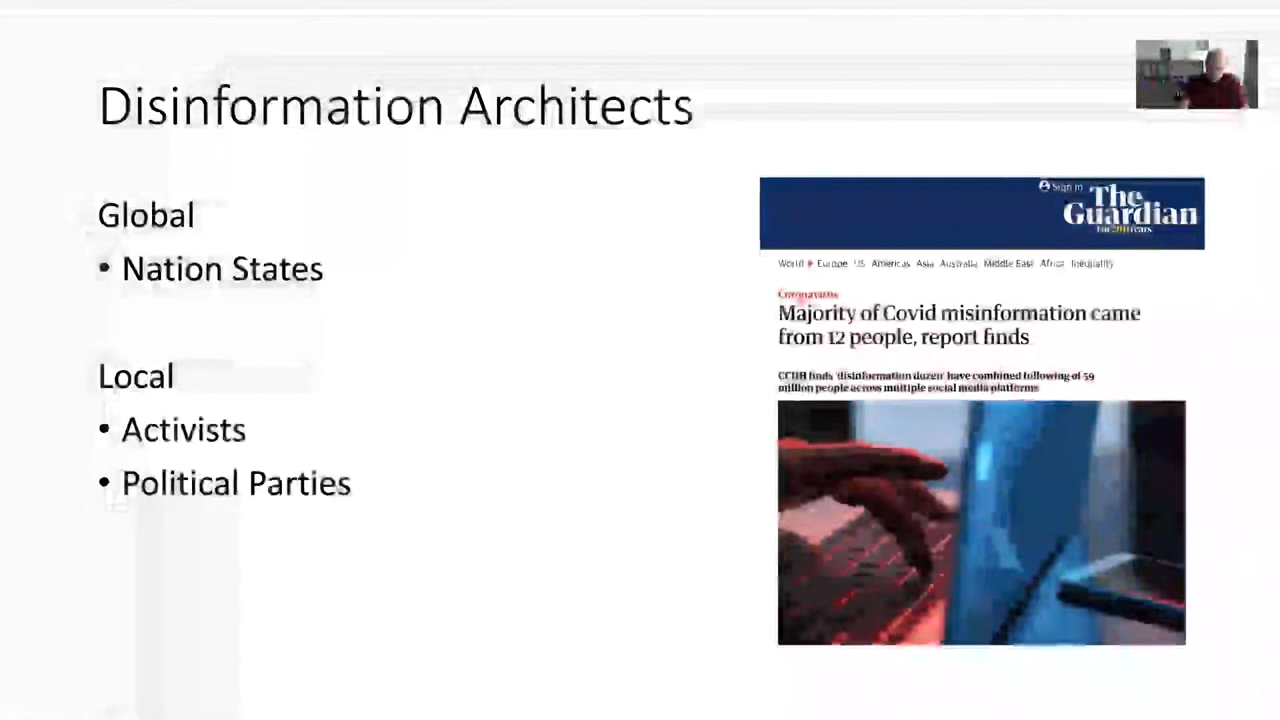 Disinformation Architects
Global
• Nation States
Local
• Activists
• Political Parties
Sign in
The
Guardian
World Europe US Americas Asia Australia Middle East Africa Inequality
Coronavirus
Majority of Covid misinformation came
from 12 people, report finds
CCDH finds 'disinformation dozen' have combined following of 59
million people across multiple social media platforms